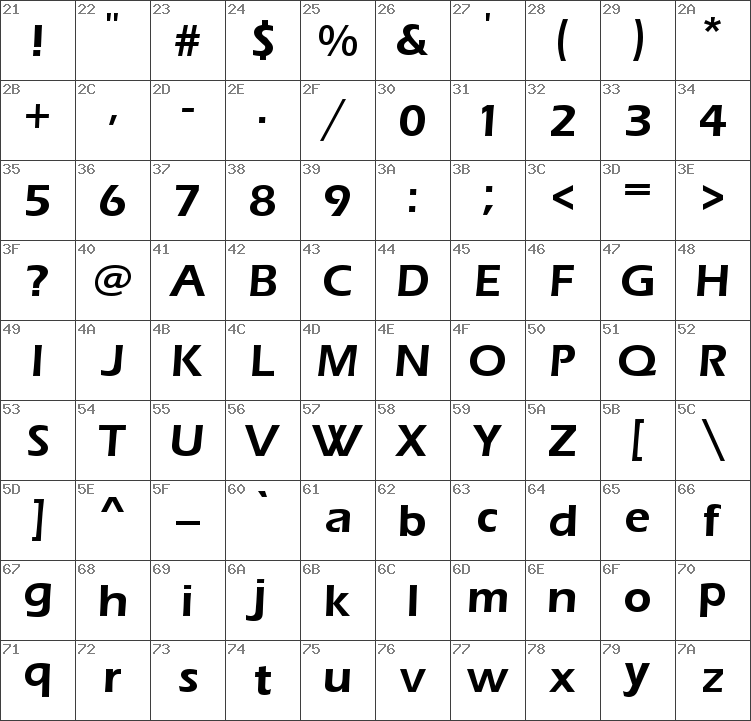 21 22 23 24 25 26 27 28 29 2A
! " # $ % & ' ( ) *
2B 2C 2D 2E 2F 30 31 32 33 34
+ , - . / 0 1 2 3 4
35 36 37 38 39 3A 3B 3C 3D 3E
5 6 7 8 9 : ; < = >
3F 40 41 42 43 44 45 46 47 48
? @ A B C D E F G H
49 4A 4B 4C 4D 4E 4F 50 51 52
I J K L M N O P Q R
53 54 55 56 57 58 59 5A 5B 5C
S T U V W X Y Z [ \
5D 5E 5F 60 61 62 63 64 65 66
] ^ _ ` a b c d e f
67 68 69 6A 6B 6C 6D 6E 6F 70
g h i j k l m n o p
71 72 73 74 75 76 77 78 79 7A
q r s t u v w x y z